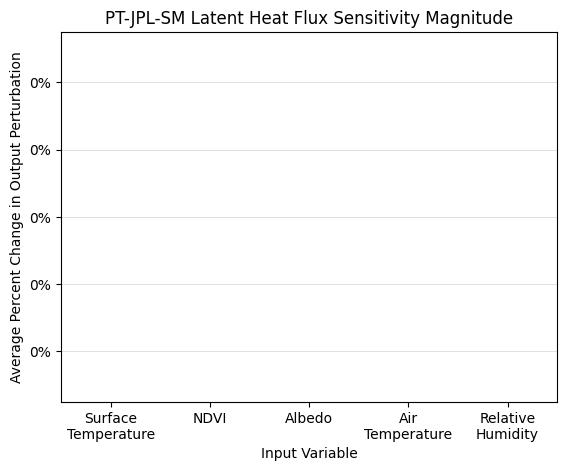 PT-JPL-SM Latent Heat Flux Sensitivity Magnitude
Average Percent Change in Output Perturbation
0%
0%
0%
0%
0%
Surface
Temperature
NDVI
Albedo
Air
Temperature
Relative
Humidity
Input Variable